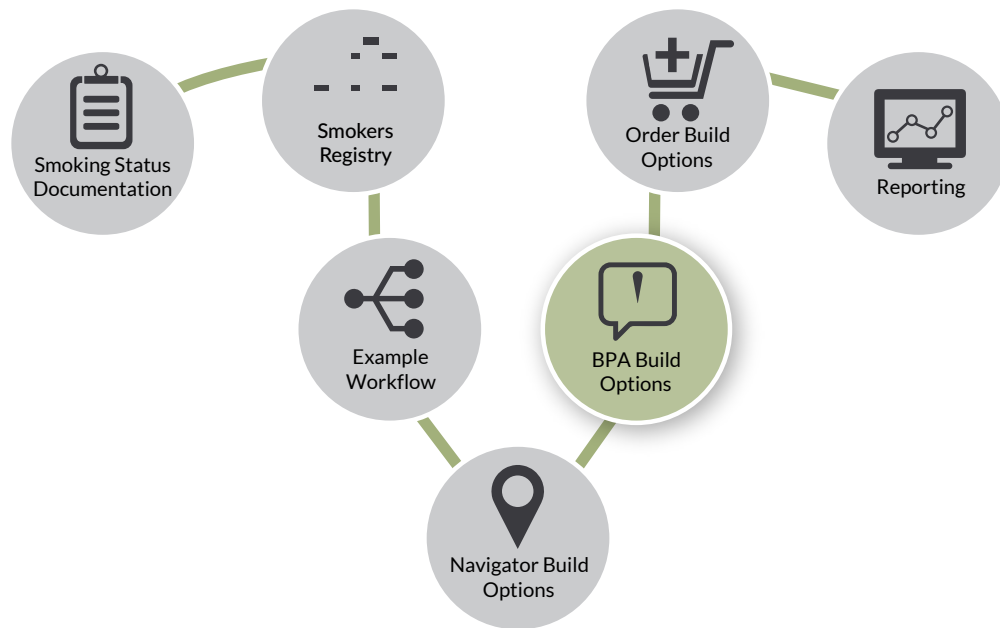 Smoking Status
Documentation
Smokers
Registry
Example
Workflow
Navigator Build
Options
BPA Build
Options
Order Build
Options
Reporting